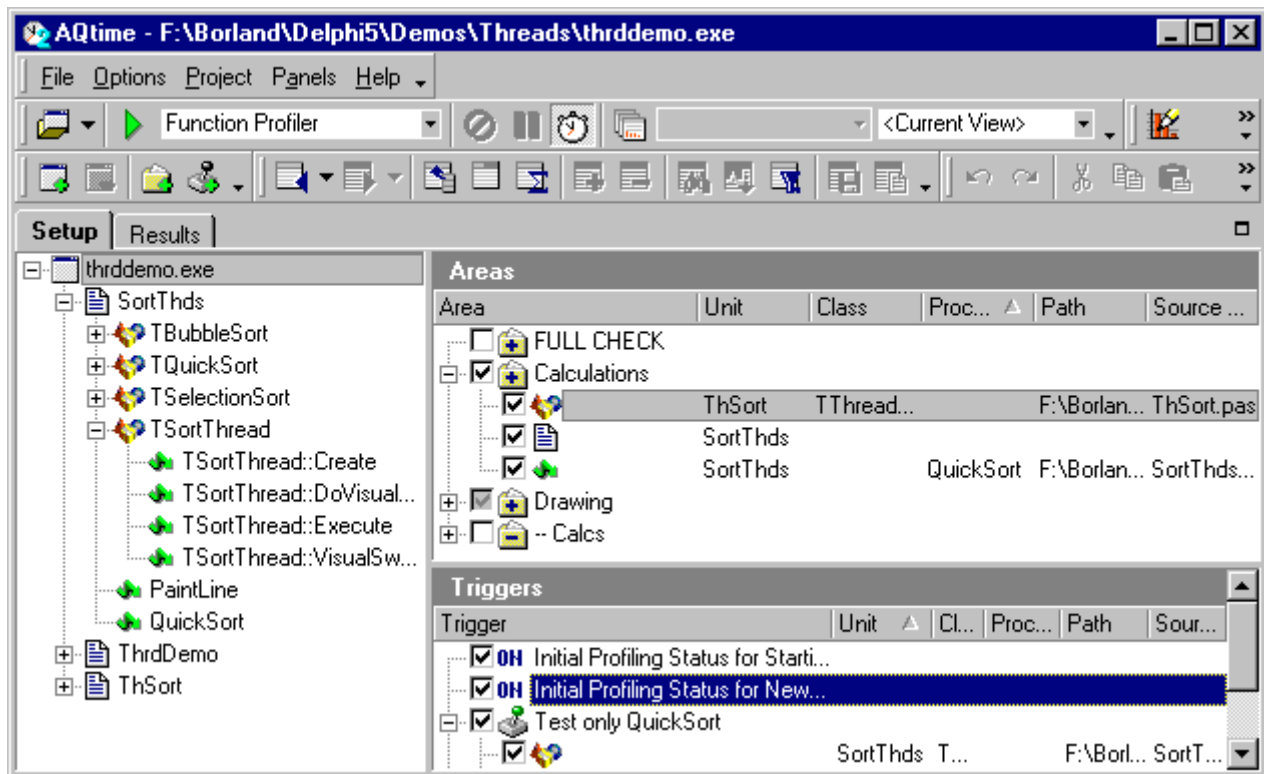 AQtime - F:\Borland\Delphi5\Demos\Threads\thrddemo.exe
File Options Project Panels Help
Function Profiler <Current View>
Setup Results
thrddemo.exe
SortThds
TBubbleSort
TQuickSort
TSelectionSort
TSortThread
TSortThread::Create
TSortThread::DoVisual...
TSortThread::Execute
TSortThread::VisualSw...
PaintLine
QuickSort
ThrdDemo
ThSort
Areas
Area Unit Class Proc... Path Source ...
FULL CHECK
Calculations
ThSort TThread... F:\Borlan... ThSort.pas
SortThds
SortThds QuickSort F:\Borlan... SortThds...
Drawing
-- Calcs
Triggers
Trigger Unit Cl... Proc... Path Sour...
ON Initial Profiling Status for Starti...
ON Initial Profiling Status for New...
Test only QuickSort
SortThds T... F:\Borl... SortT...